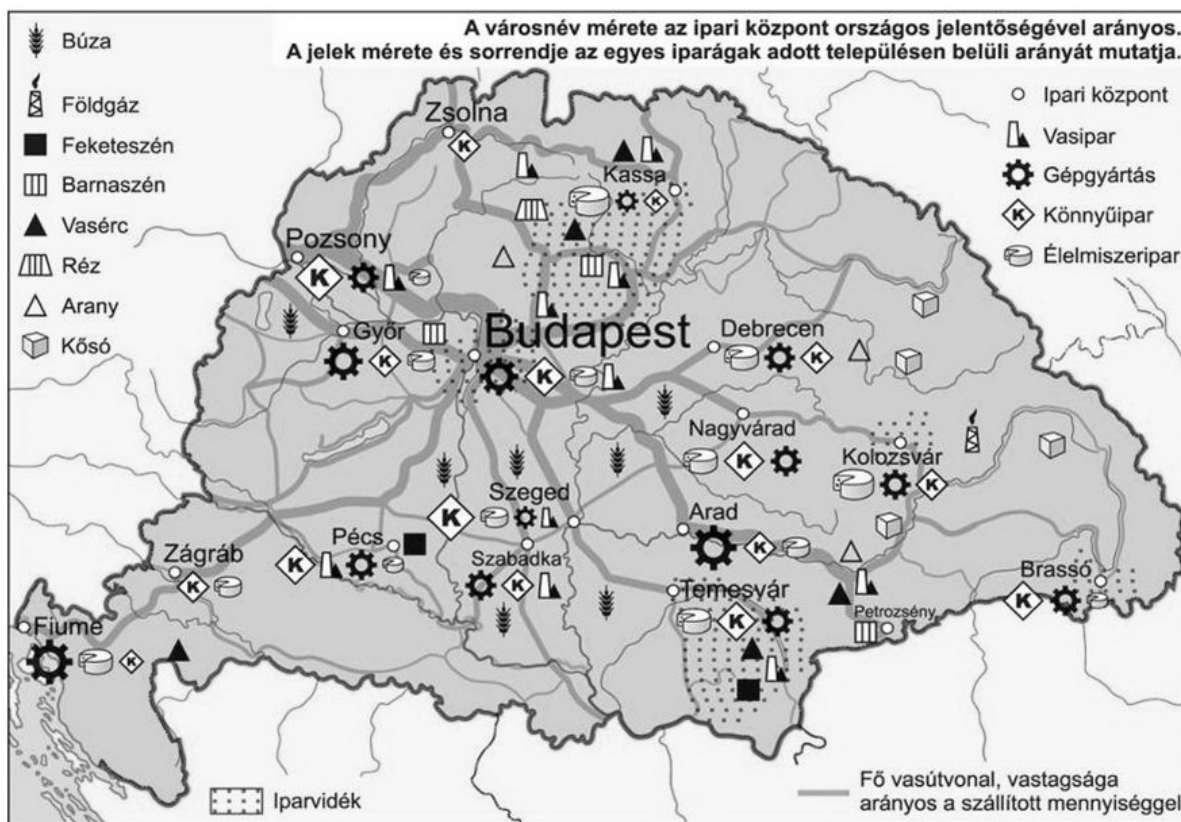 A városnév mérete az ipari központ országos jelentőségével arányos.
A jelek mérete és sorrendje az egyes iparágak adott településen belüli arányát mutatja.
Búza
Földgáz
Feketeszén
Barnaszén
Vasérc
Réz
Arany
Kősó
Ipari központ
Vasipar
Gépgyártás
K Könnyűipar
Élelmiszeripar
Zsolna
K
Kassa
K
Pozsony
K
Győr
K
Budapest
K
Debrecen
K
Nagyvárad
K
Kolozsvár
K
Szeged
K
Arad
K
Pécs
K
Szabadka
K
Zágráb
K
Temesvár
K
Petrozsény
Brassó
K
Fiume
K
Iparvidék
Fő vasútvonal, vastagsága
arányos a szállított mennyiséggel